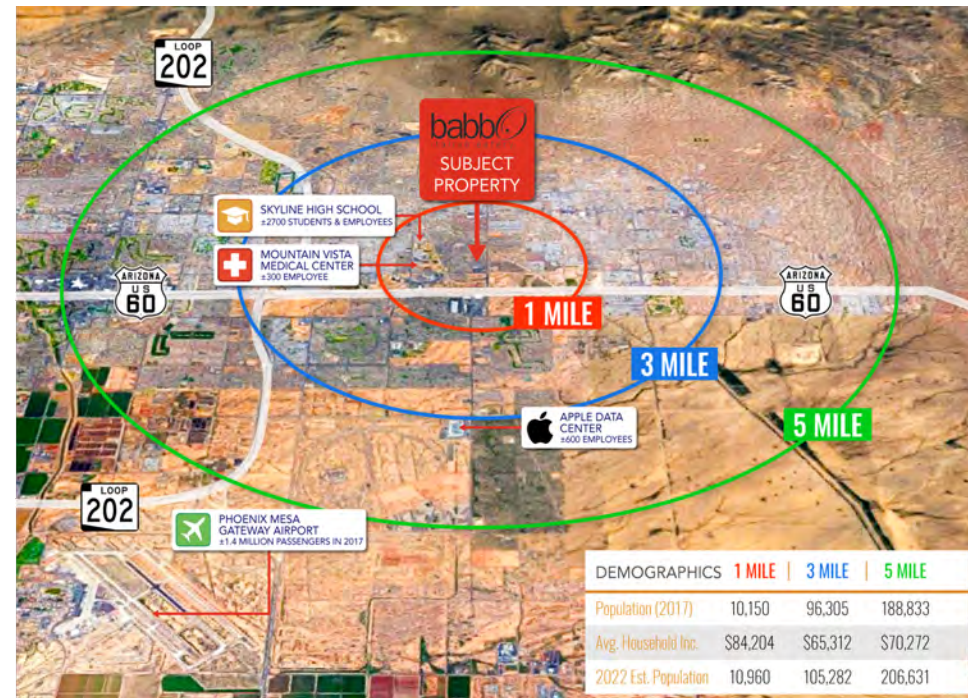 LOOP
202
babbo
SUBJECT
PROPERTY
SKYLINE HIGH SCHOOL
±2700 STUDENTS & EMPLOYEES
MOUNTAIN VISTA
MEDICAL CENTER
±300 EMPLOYEE
ARIZONA
US
60
ARIZONA
US
60
1 MILE
3 MILE
5 MILE
APPLE DATA
CENTER
±600 EMPLOYEES
LOOP
202
PHOENIX MESA
GATEWAY AIRPORT
±1.4 MILLION PASSENGERS IN 2017
DEMOGRAPHICS 1 MILE | 3 MILE | 5 MILE
Population (2017) 10,150 96,305 188,833
Avg. Household Inc. $84,204 $65,312 $70,272
2022 Est. Population 10,960 105,282 206,631